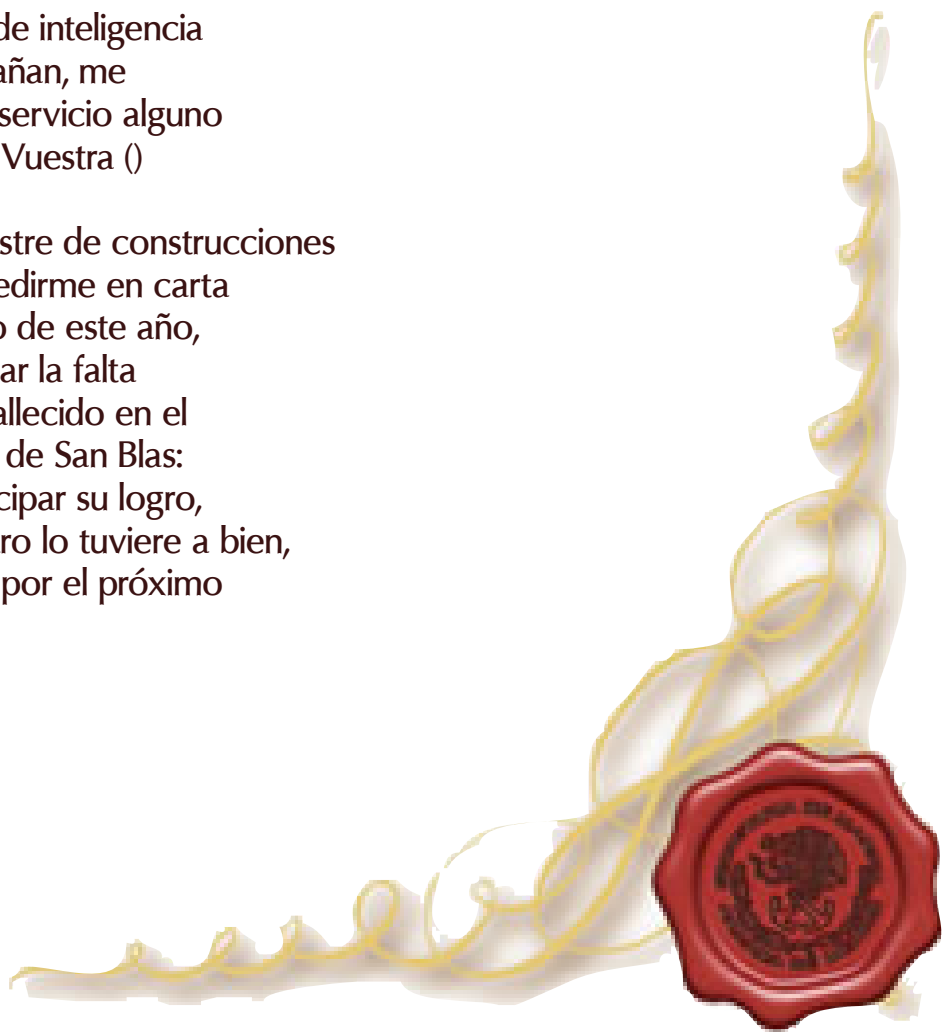 de inteligencia
añan, me
servicio alguno
Vuestra ()
stre de construcciones
edirme en carta
o de este año,
ar la falta
allecido en el
de San Blas:
cipar su logro,
ro lo tuviere a bien,
por el próximo